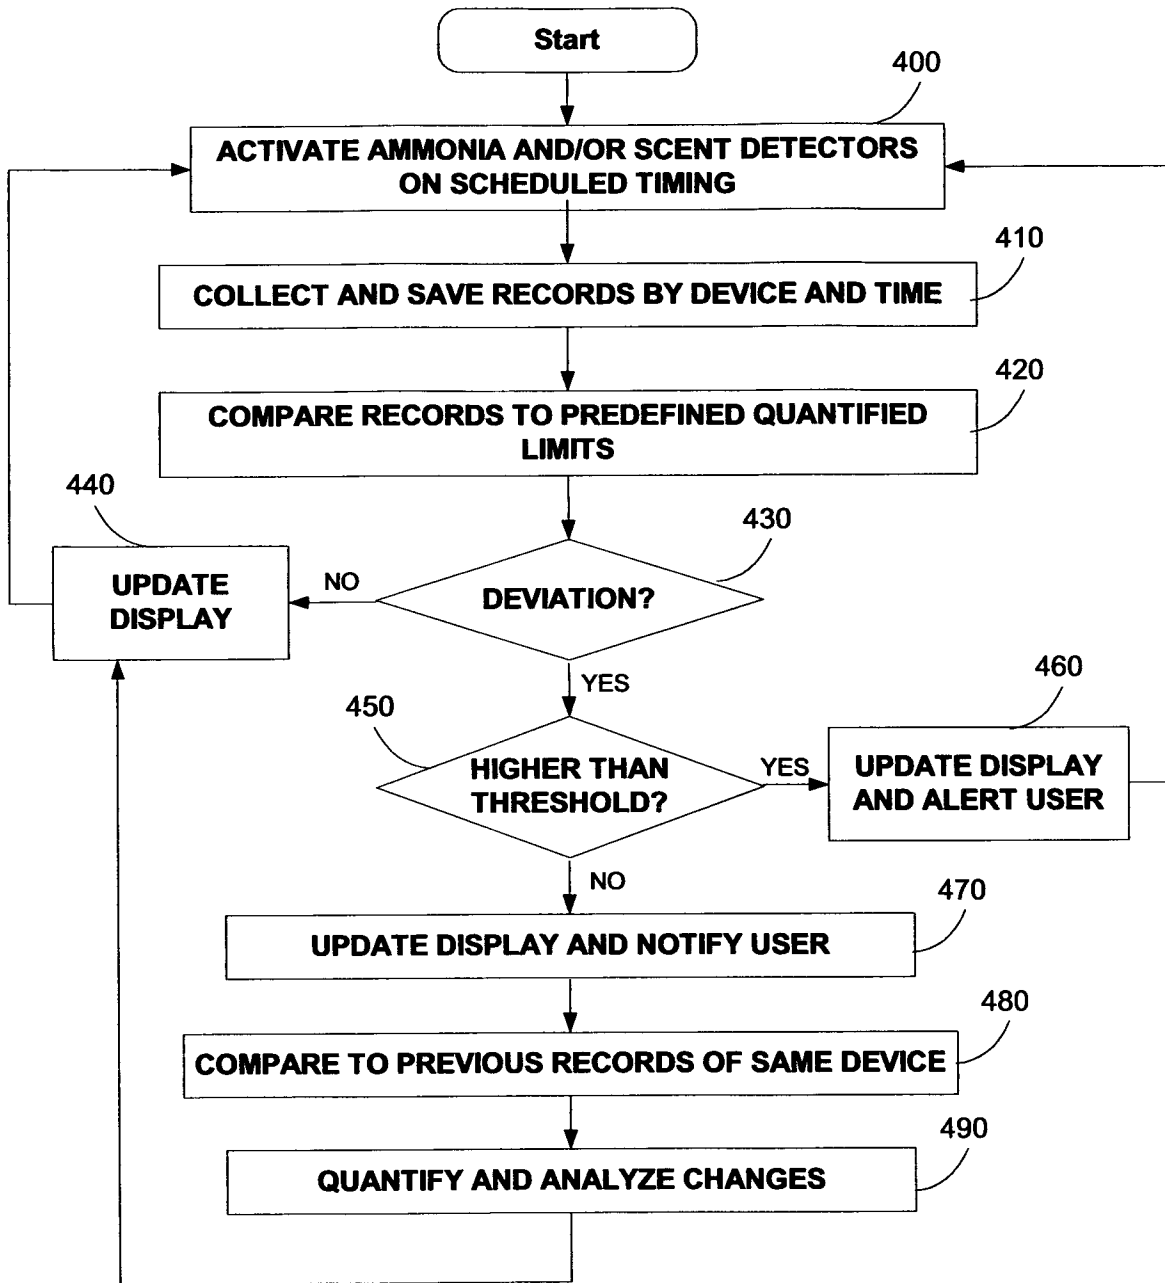 Start
400
ACTIVATE AMMONIA AND/OR SCENT DETECTORS
ON SCHEDULED TIMING
410
COLLECT AND SAVE RECORDS BY DEVICE AND TIME
420
COMPARE RECORDS TO PREDEFINED QUANTIFIED
LIMITS
430
DEVIATION?
NO
440
UPDATE
DISPLAY
YES
450
HIGHER THAN
THRESHOLD?
YES
460
UPDATE DISPLAY
AND ALERT USER
NO
470
UPDATE DISPLAY AND NOTIFY USER
480
COMPARE TO PREVIOUS RECORDS OF SAME DEVICE
490
QUANTIFY AND ANALYZE CHANGES